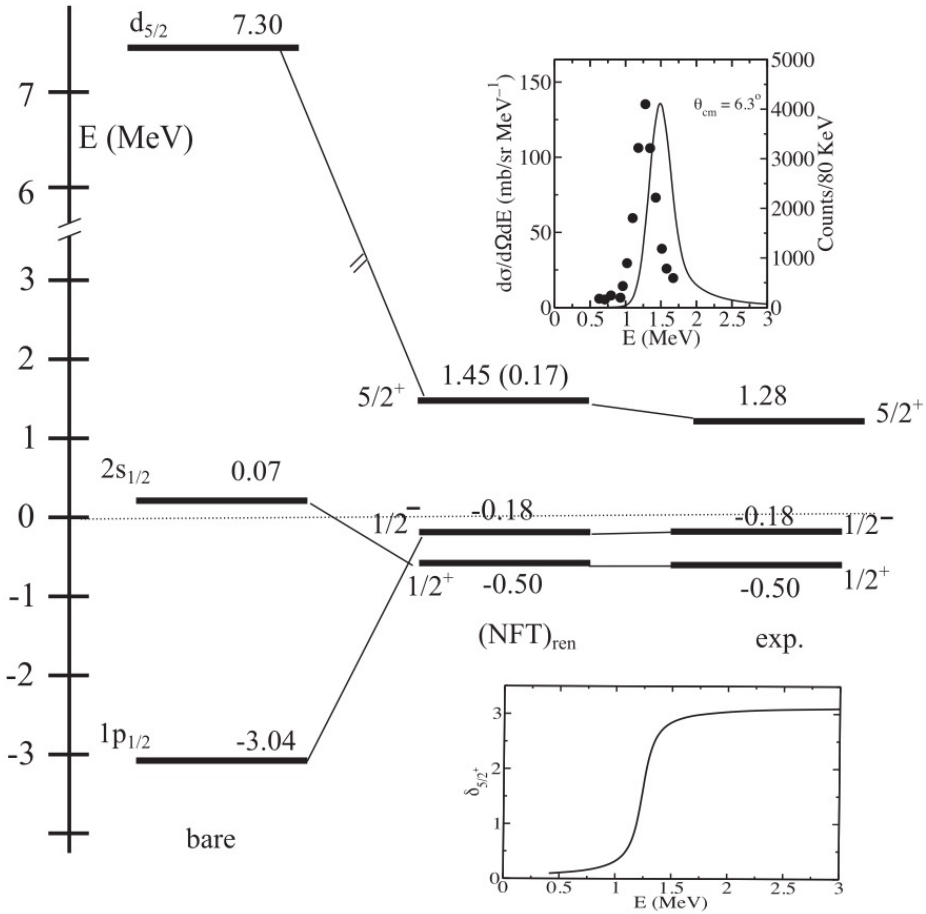 d5/2 7.30
7
E (MeV)
6
3
2
1
0
-1
-2
-3
2s1/2 0.07
1p1/2 -3.04
bare
5/2+ 1.45 (0.17)
1/2− -0.18
1/2+ -0.50
(NFT)ren
1.28 5/2+
-0.18 1/2−
-0.50 1/2+
exp.
dσ/dΩdE (mb/sr MeV−1)
150
100
50
0
θcm = 6.3o
5000
4000
3000
2000
1000
0
Counts/80 KeV
0 0.5 1 1.5 2 2.5 3
E (MeV)
δ5/2+
3
2
1
0
0 0.5 1 1.5 2 2.5 3
E (MeV)